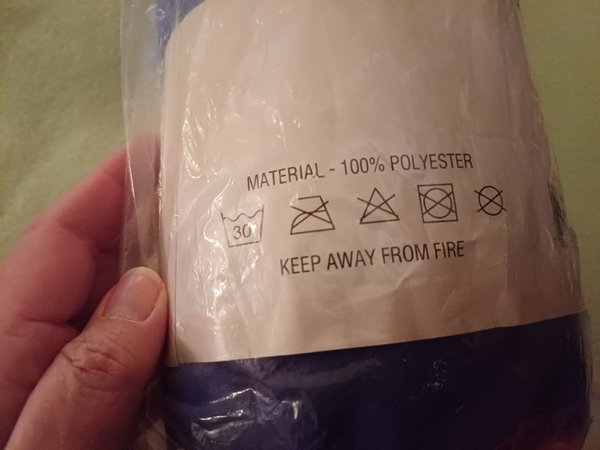 MATERIAL - 100% POLYESTER
30
KEEP AWAY FROM FIRE